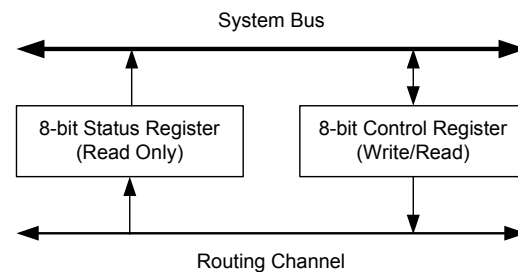 System Bus
8-bit Status Register
(Read Only)
8-bit Control Register
(Write/Read)
Routing Channel